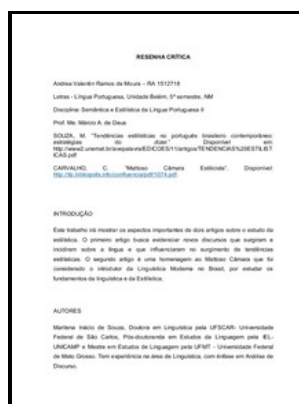 RESENHA CRÍTICA
Andrea Valentin Ramos de Moura – RA 1512718
Letras - Língua Portuguesa, Unidade Belém, 5º semestre, NM
Disciplina: Semântica e Estilística da Língua Portuguesa II
Prof. Me. Márcio A. de Deus
SOUZA, M. "Tendências estilísticas no português brasileiro contemporâneo:
estratégias do dizer". Disponível em:
CARVALHO, C. "Mattoso Câmara Estilicista". Disponível:
INTRODUÇÃO
Este trabalho irá mostrar os aspectos importantes de dois artigos sobre o estudo da
estilística. O primeiro artigo busca evidenciar novos discursos que surgiram e
incidiram sobre a língua e que influenciaram no surgimento de tendências
estilísticas. O segundo artigo é uma homenagem ao Mattoso Câmara que foi
considerado o introdutor da Linguística Moderna no Brasil, por estudar os
fundamentos da linguística e da Estilística.
AUTORES
Marilena Inácio de Souza, Doutora em Linguística pela UFSCAR- Universidade
Federal de São Carlos, Pós-doutoranda em Estudos da Linguagem pela IEL-
UNICAMP e Mestre em Estudos de Linguagem pela UFMT – Universidade Federal
de Mato Grosso. Tem experiência na área de Linguística, com ênfase em Análise do
Discurso.